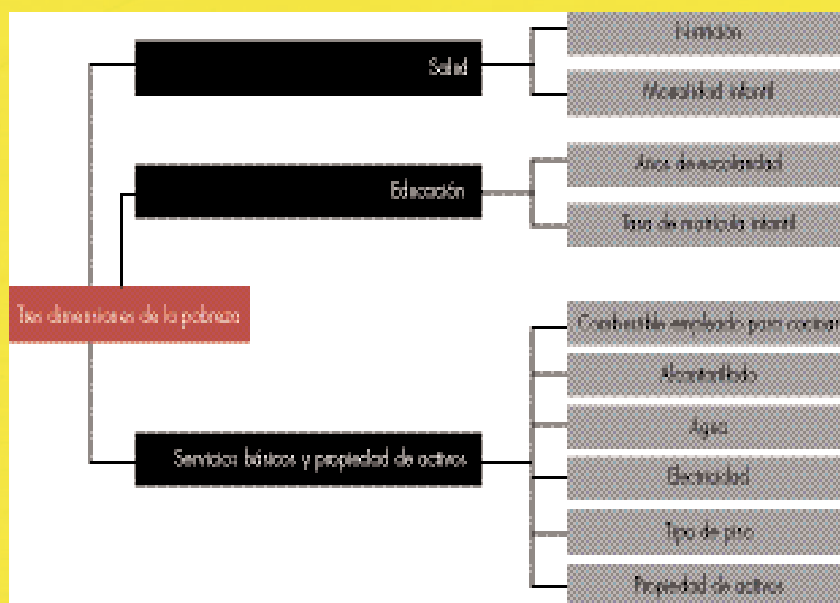 Tres dimensiones de la pobreza
Salud
Nutrición
Mortalidad infantil
Educación
Años de escolaridad
Tasa de matrícula infantil
Servicios básicos y propiedad de activos
Combustible empleado para cocinar
Alcantarillado
Agua
Electricidad
Tipo de piso
Propiedad de activos